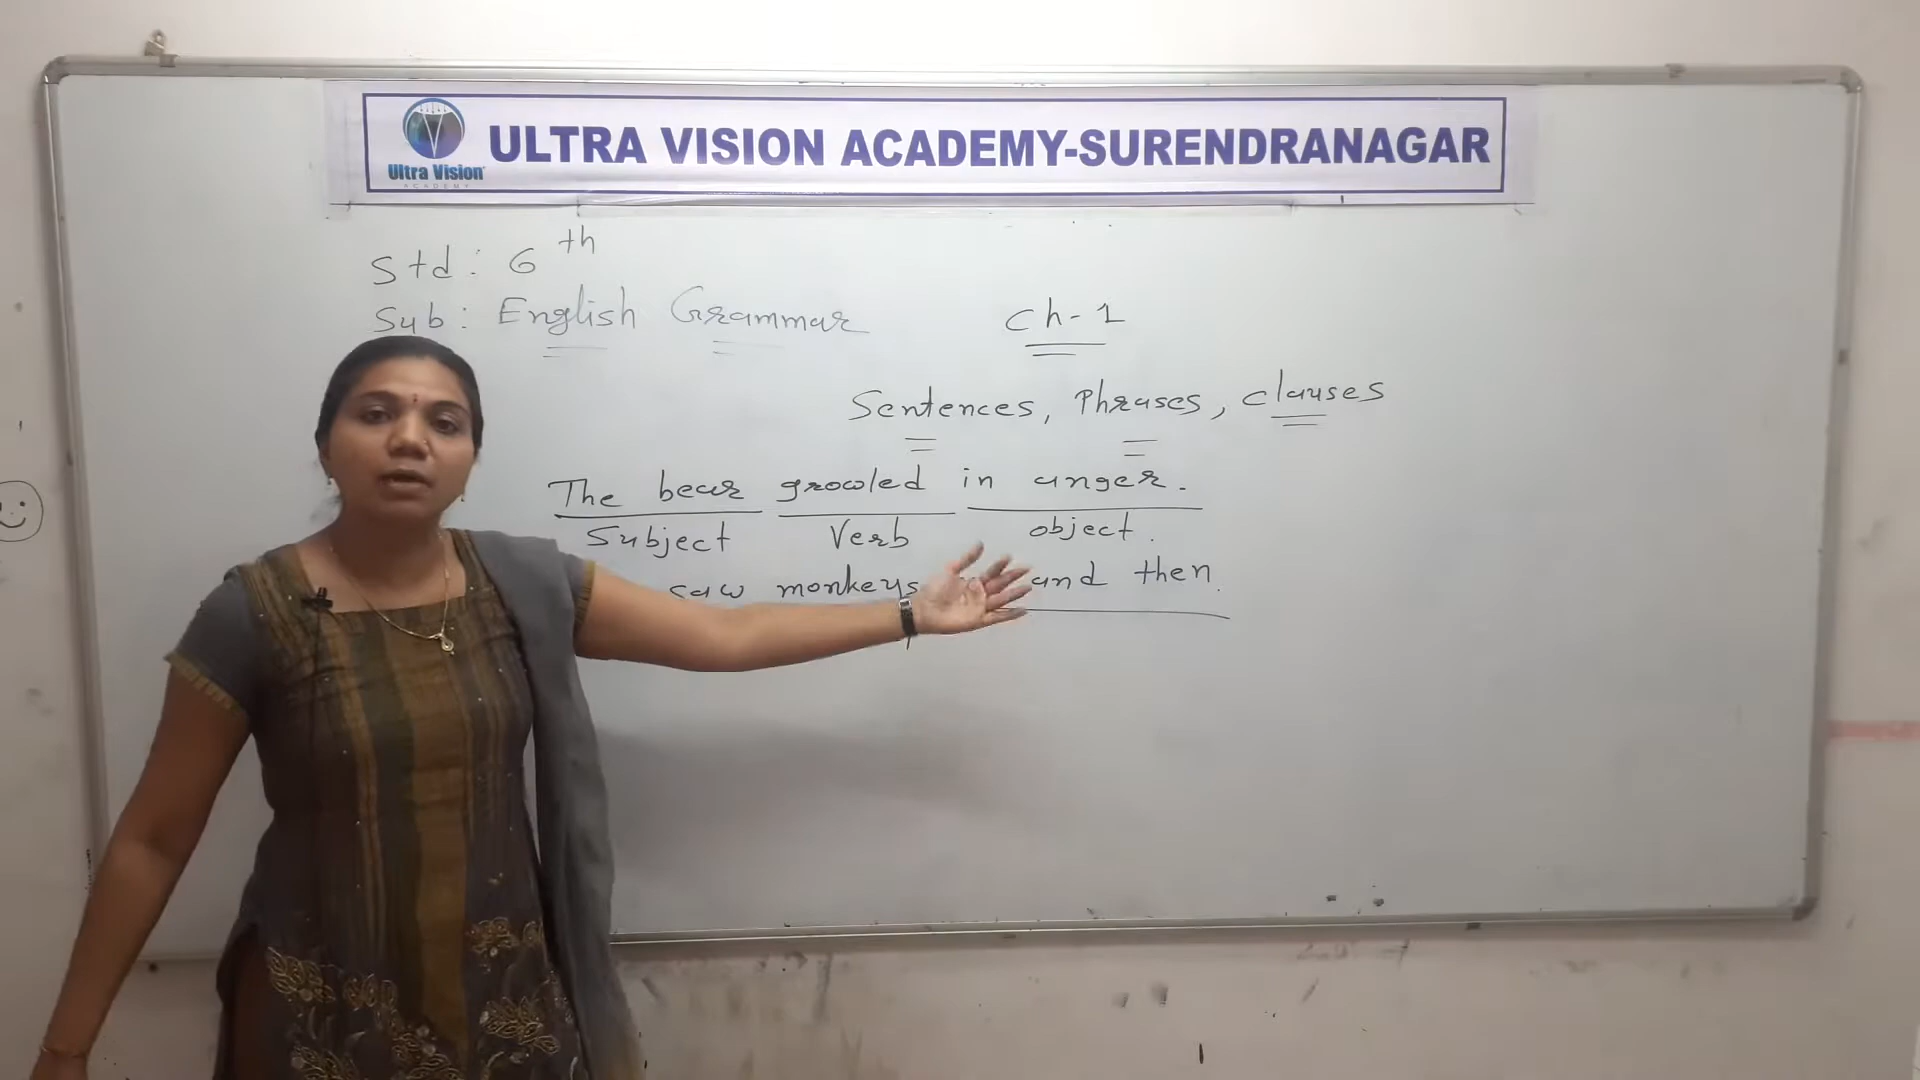 Ultra Vision
ACADEMY
ULTRA VISION ACADEMY-SURENDRANAGAR
Std: 6th
Sub: English Grammar
Ch-1
Sentences, Phrases, clauses
The bear growled in anger.
Subject Verb object.
saw monkeys and then.